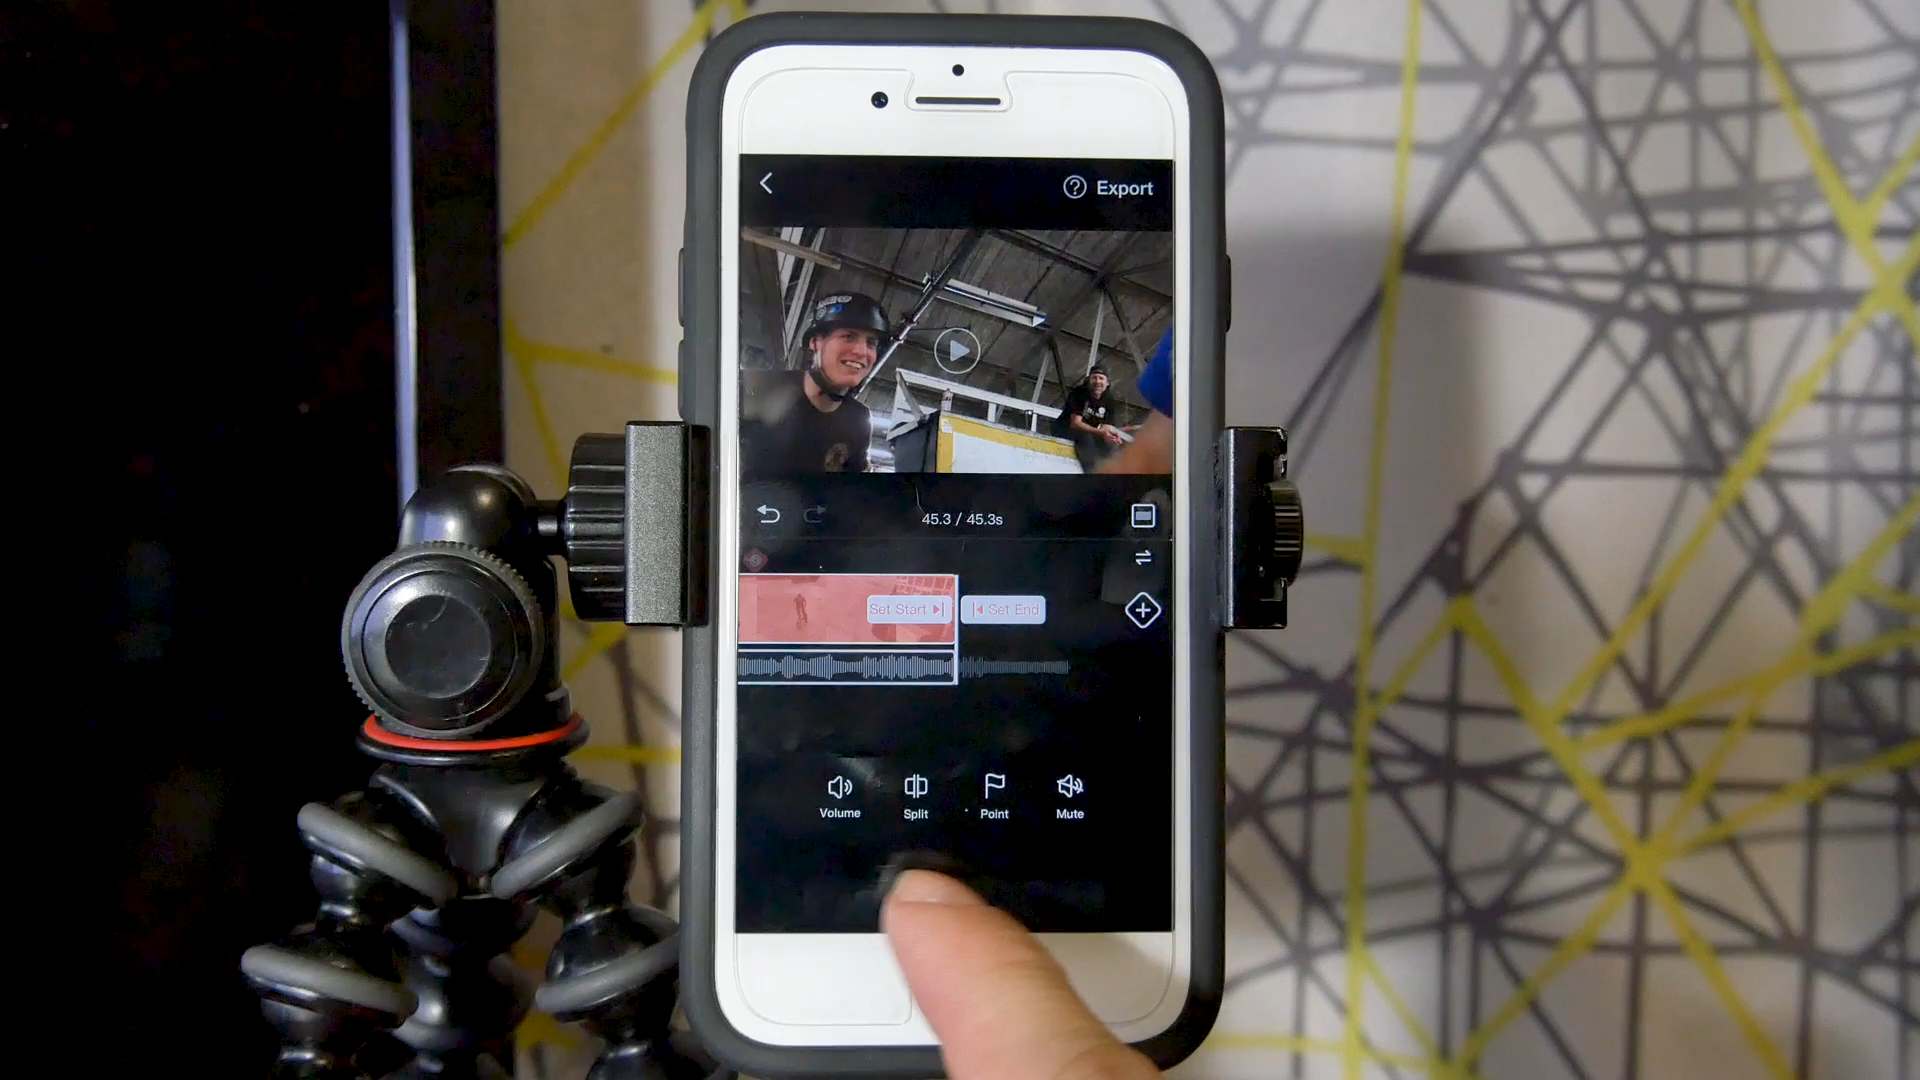 Export
45.3 / 45.3s
Set Start
Set End
Volume
Split
Point
Mute